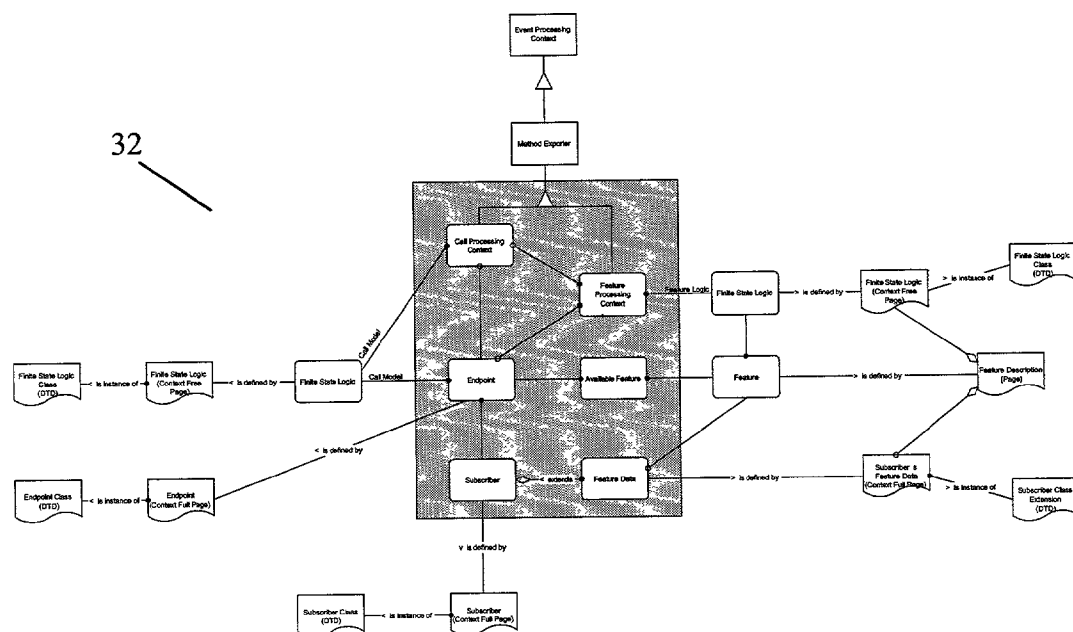 Event Processing
Context
32
Method Exporter
Call Processing
Context
Feature
Processing
Context
Feature Logic
Finite State Logic
> is defined by
Finite State Logic
(Context Free
Page)
> is instance of
Finite State Logic
Class
(DTD)
Call Model
Finite State Logic
Class
(DTD)
< is instance of
Finite State Logic
(Context Free
Page)
< is defined by
Finite State Logic
Call Model
Endpoint
Available Feature
Feature
> is defined by
Feature Description
(Page)
< is defined by
Endpoint Class
(DTD)
< is instance of
Endpoint
(Context Full Page)
Subscriber
< extends
Feature Data
> is defined by
Subscriber s
Feature Data
(Context Full Page)
> is instance of
Subscriber Class
Extension
(DTD)
v is defined by
Subscriber Class
(DTD)
< is instance of
Subscriber
(Context Full Page)